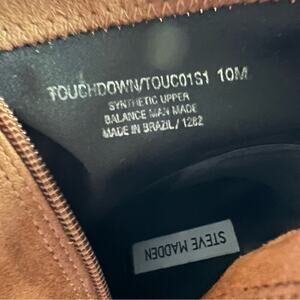 TOUCHDOWN/TOUC01S1 10M
SYNTHETIC UPPER
BALANCE MAN MADE
MADE IN BRAZIL / 1282
STEVE MADDEN